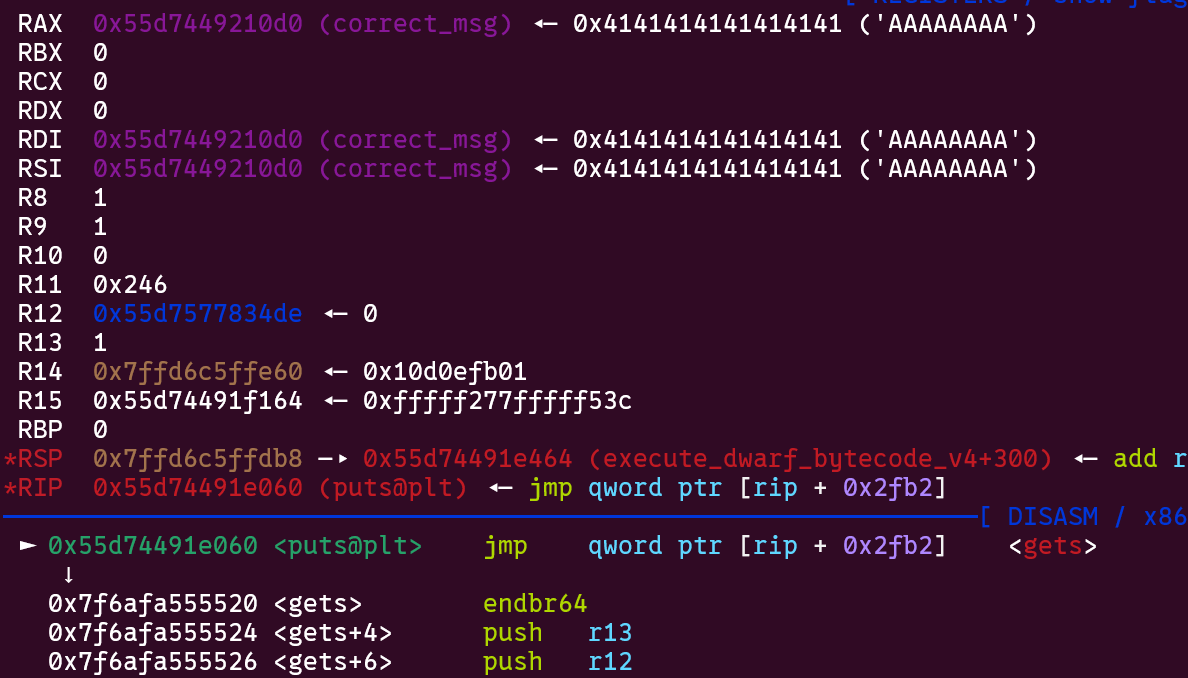 [ REGISTERS / show-flag
RAX 0x55d7449210d0 (correct_msg) ◂— 0x4141414141414141 ('AAAAAAAA')
RBX 0
RCX 0
RDX 0
RDI 0x55d7449210d0 (correct_msg) ◂— 0x4141414141414141 ('AAAAAAAA')
RSI 0x55d7449210d0 (correct_msg) ◂— 0x4141414141414141 ('AAAAAAAA')
R8 1
R9 1
R10 0
R11 0x246
R12 0x55d7577834de ◂— 0
R13 1
R14 0x7ffd6c5ffe60 ◂— 0x10d0efb01
R15 0x55d74491f164 ◂— 0xfffff277fffff53c
RBP 0
*RSP 0x7ffd6c5ffdb8 —▸ 0x55d74491e464 (execute_dwarf_bytecode_v4+300) ◂— add r
*RIP 0x55d74491e060 (puts@plt) ◂— jmp qword ptr [rip + 0x2fb2]
[ DISASM / x86
► 0x55d74491e060 <puts@plt> jmp qword ptr [rip + 0x2fb2] <gets>
↓
0x7f6afa555520 <gets> endbr64
0x7f6afa555524 <gets+4> push r13
0x7f6afa555526 <gets+6> push r12